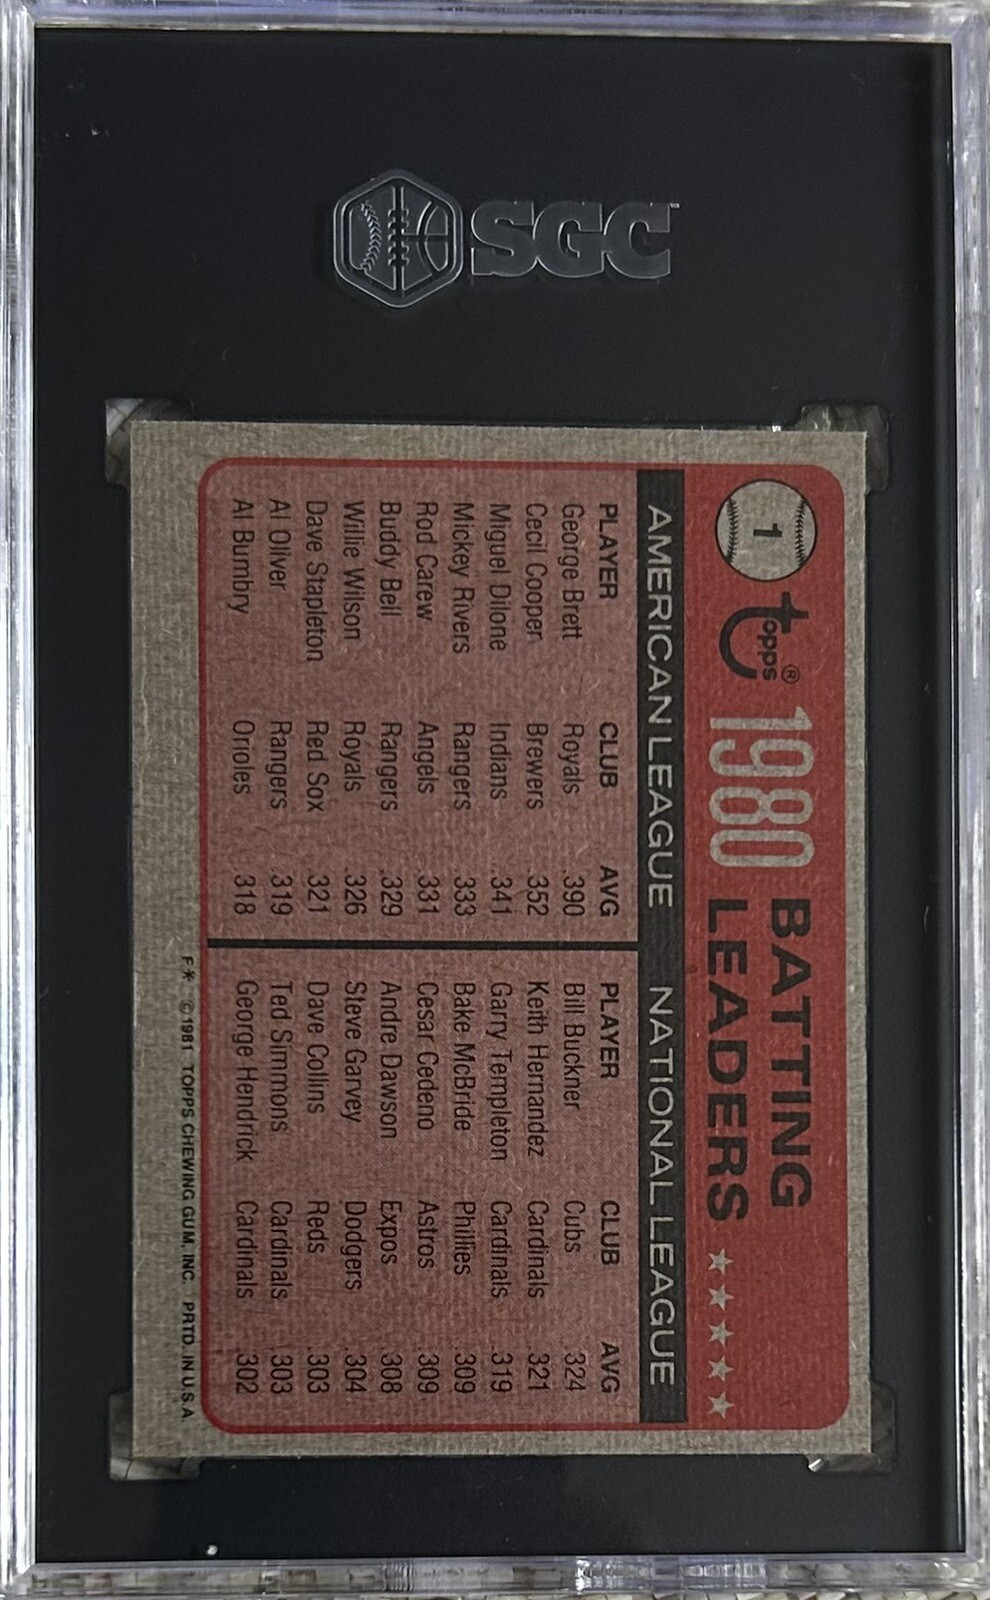 SGC
1 topps® 1980 BATTING LEADERS ★★★★★
AMERICAN LEAGUE NATIONAL LEAGUE
PLAYER CLUB AVG PLAYER CLUB AVG
George Brett Royals .390 Bill Buckner Cubs .324
Cecil Cooper Brewers .352 Keith Hernandez Cardinals .321
Miguel Dilone Indians .341 Garry Templeton Cardinals .319
Mickey Rivers Rangers .333 Bake McBride Phillies .309
Rod Carew Angels .331 Cesar Cedeno Astros .309
Buddy Bell Rangers .329 Andre Dawson Expos .308
Willie Wilson Royals .326 Steve Garvey Dodgers .304
Dave Stapleton Red Sox .321 Dave Collins Reds .303
Al Oliver Rangers .319 Ted Simmons Cardinals .303
Al Bumbry Orioles .318 George Hendrick Cardinals .302
F* ©1981 TOPPS CHEWING GUM, INC. PRTD. IN U.S.A.